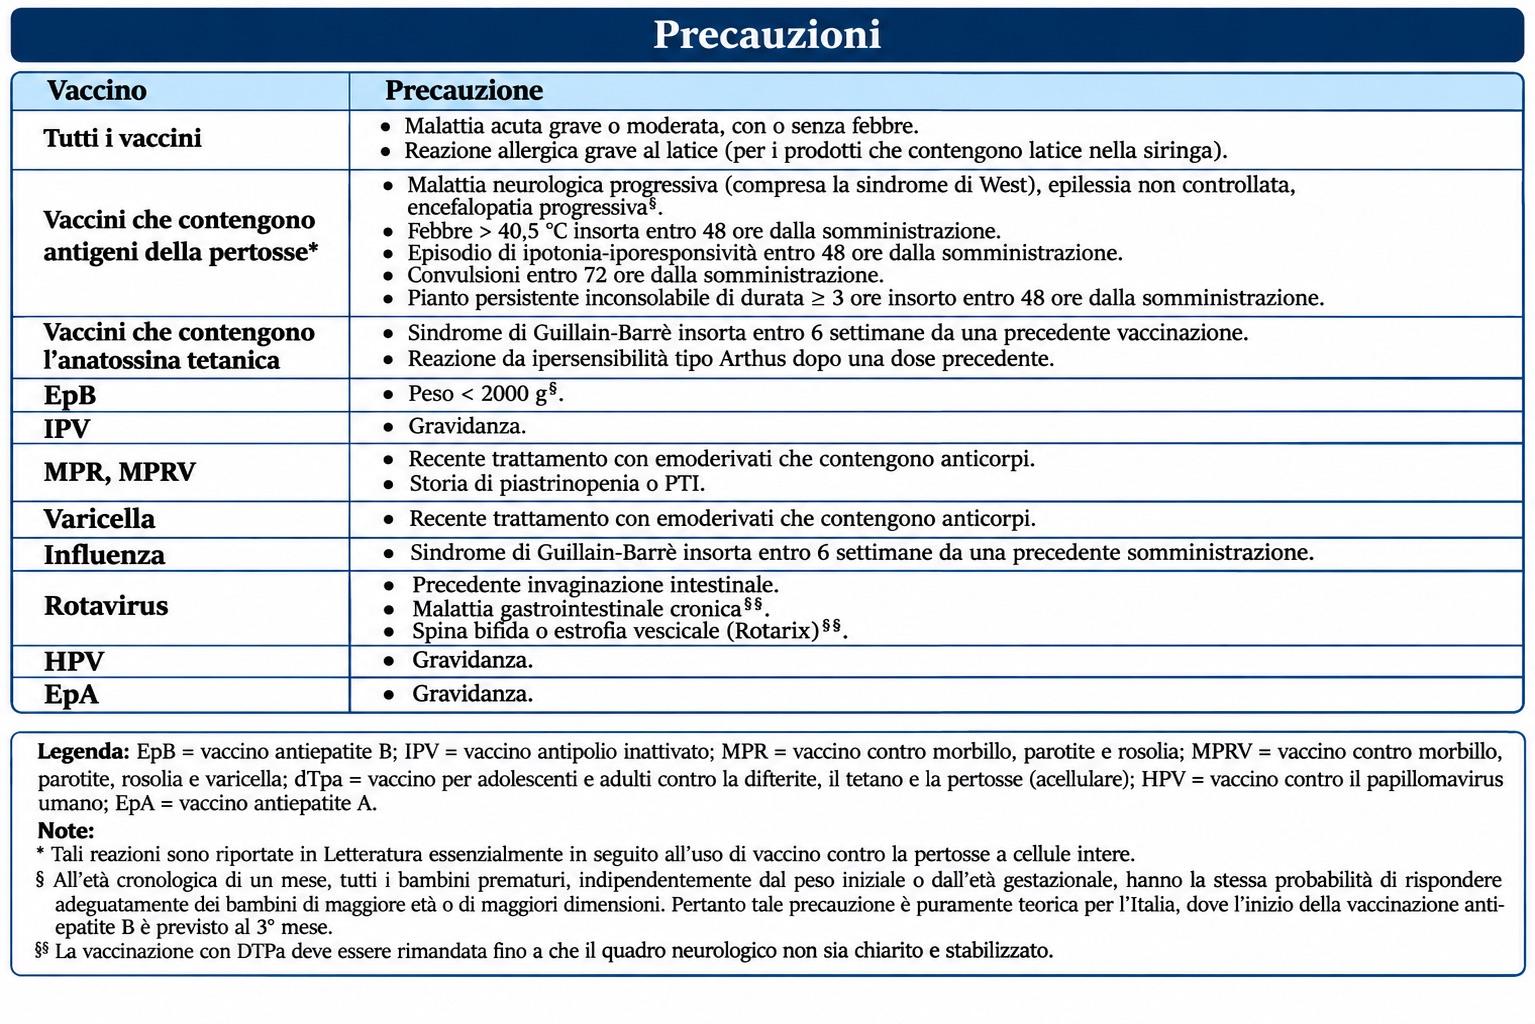 Precauzioni
Vaccino
Precauzione
Tutti i vaccini
• Malattia acuta grave o moderata, con o senza febbre.
• Reazione allergica grave al latice (per i prodotti che contengono latice nella siringa).
Vaccini che contengono
antigeni della pertosse*
• Malattia neurologica progressiva (compresa la sindrome di West), epilessia non controllata,
encefalopatia progressiva§.
• Febbre > 40,5 °C insorta entro 48 ore dalla somministrazione.
• Episodio di ipotonia-iporesponsività entro 48 ore dalla somministrazione.
• Convulsioni entro 72 ore dalla somministrazione.
• Pianto persistente inconsolabile di durata ≥ 3 ore insorto entro 48 ore dalla somministrazione.
Vaccini che contengono
l’anatossina tetanica
• Sindrome di Guillain-Barrè insorta entro 6 settimane da una precedente vaccinazione.
• Reazione da ipersensibilità tipo Arthus dopo una dose precedente.
EpB
• Peso < 2000 g§.
IPV
• Gravidanza.
MPR, MPRV
• Recente trattamento con emoderivati che contengono anticorpi.
• Storia di piastrinopenia o PTI.
Varicella
• Recente trattamento con emoderivati che contengono anticorpi.
Influenza
• Sindrome di Guillain-Barrè insorta entro 6 settimane da una precedente somministrazione.
Rotavirus
• Precedente invaginazione intestinale.
• Malattia gastrointestinale cronica§§.
• Spina bifida o estrofia vescicale (Rotarix)§§.
HPV
• Gravidanza.
EpA
• Gravidanza.
Legenda: EpB = vaccino antiepatite B; IPV = vaccino antipolio inattivato; MPR = vaccino contro morbillo, parotite e rosolia; MPRV = vaccino contro morbillo,
parotite, rosolia e varicella; dTpa = vaccino per adolescenti e adulti contro la difterite, il tetano e la pertosse (acellulare); HPV = vaccino contro il papillomavirus
umano; EpA = vaccino antiepatite A.
Note:
* Tali reazioni sono riportate in Letteratura essenzialmente in seguito all’uso di vaccino contro la pertosse a cellule intere.
§ All’età cronologica di un mese, tutti i bambini prematuri, indipendentemente dal peso iniziale o dall’età gestazionale, hanno la stessa probabilità di rispondere
adeguatamente dei bambini di maggiore età o di maggiori dimensioni. Pertanto tale precauzione è puramente teorica per l’Italia, dove l’inizio della vaccinazione anti-
epatite B è previsto al 3° mese.
§§ La vaccinazione con DTPa deve essere rimandata fino a che il quadro neurologico non sia chiarito e stabilizzato.